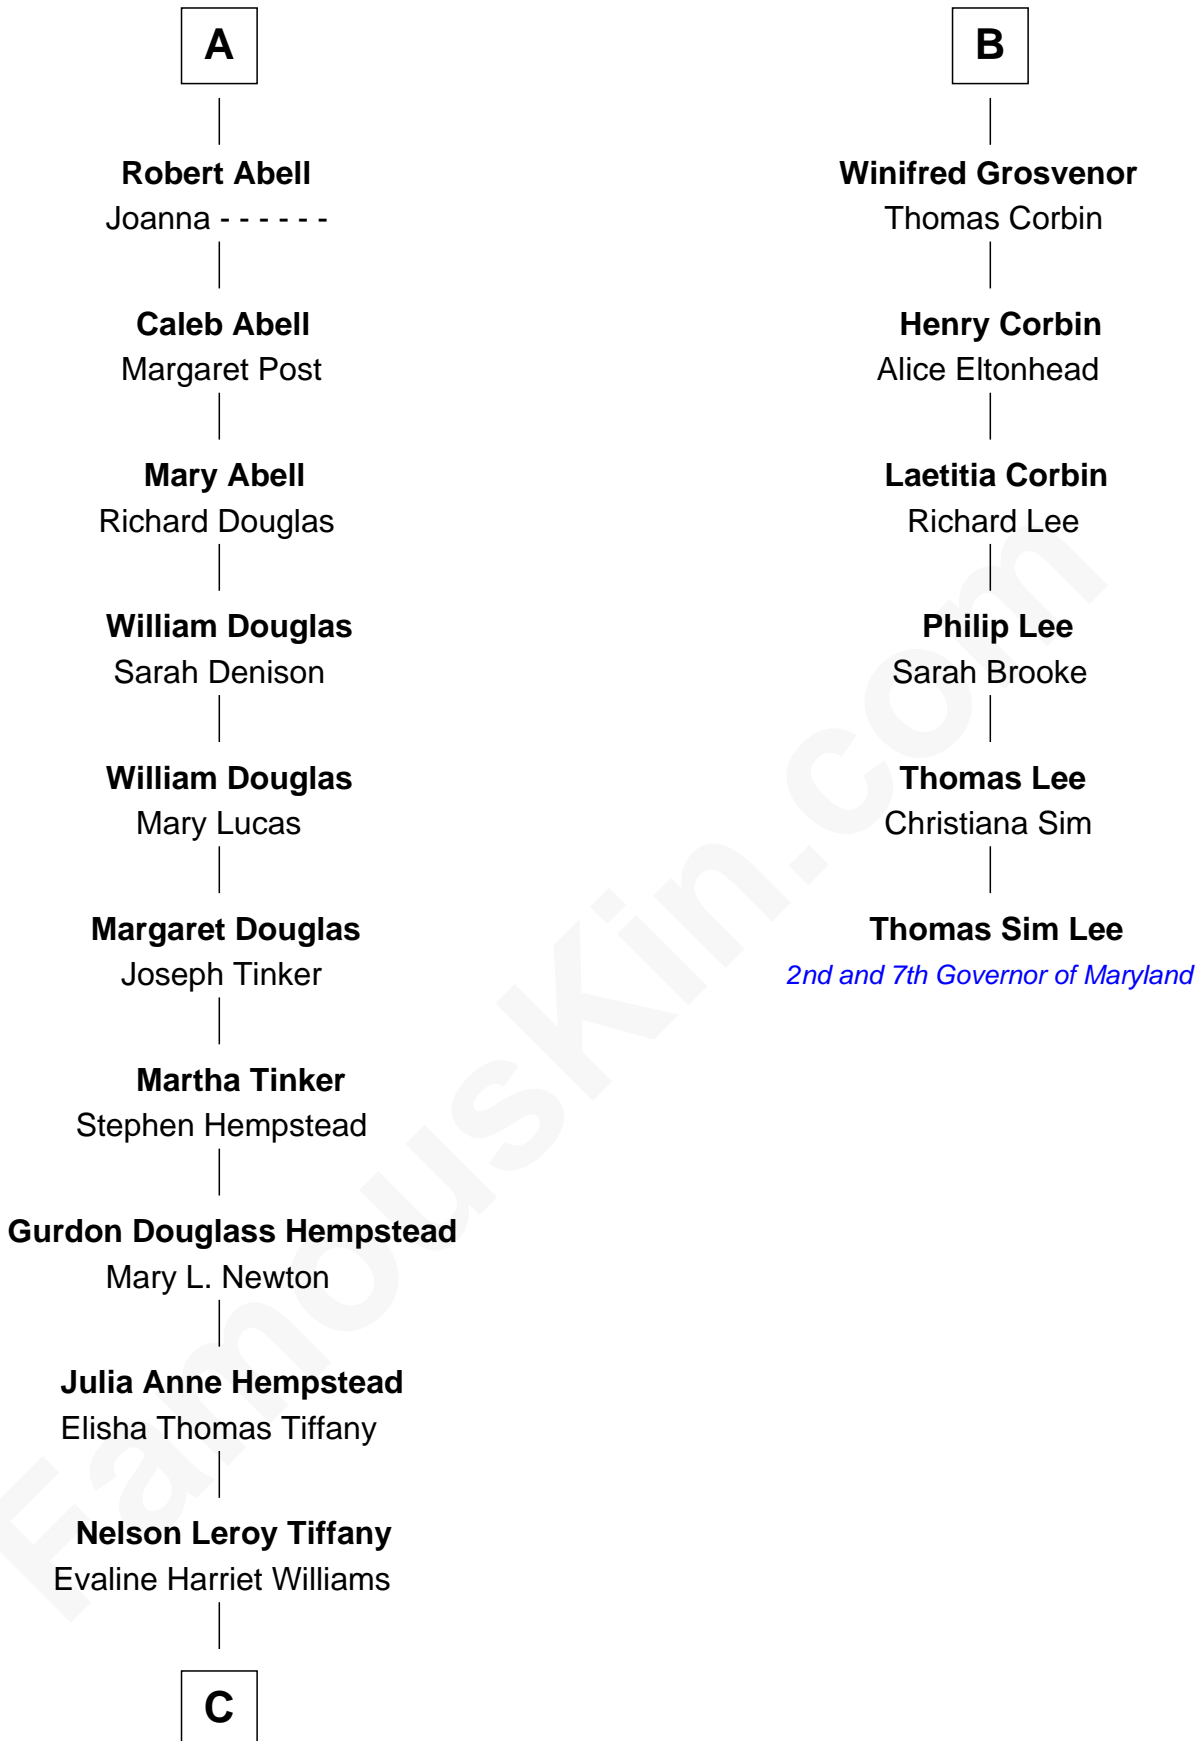 A
Robert Abell
Joanna - - - - - -
Caleb Abell
Margaret Post
Mary Abell
Richard Douglas
William Douglas
Sarah Denison
William Douglas
Mary Lucas
Margaret Douglas
Joseph Tinker
Martha Tinker
Stephen Hempstead
Gurdon Douglass Hempstead
Mary L. Newton
Julia Anne Hempstead
Elisha Thomas Tiffany
Nelson Leroy Tiffany
Evaline Harriet Williams
C
B
Winifred Grosvenor
Thomas Corbin
Henry Corbin
Alice Eltonhead
Laetitia Corbin
Richard Lee
Philip Lee
Sarah Brooke
Thomas Lee
Christiana Sim
Thomas Sim Lee
2nd and 7th Governor of Maryland
FamousKin.com